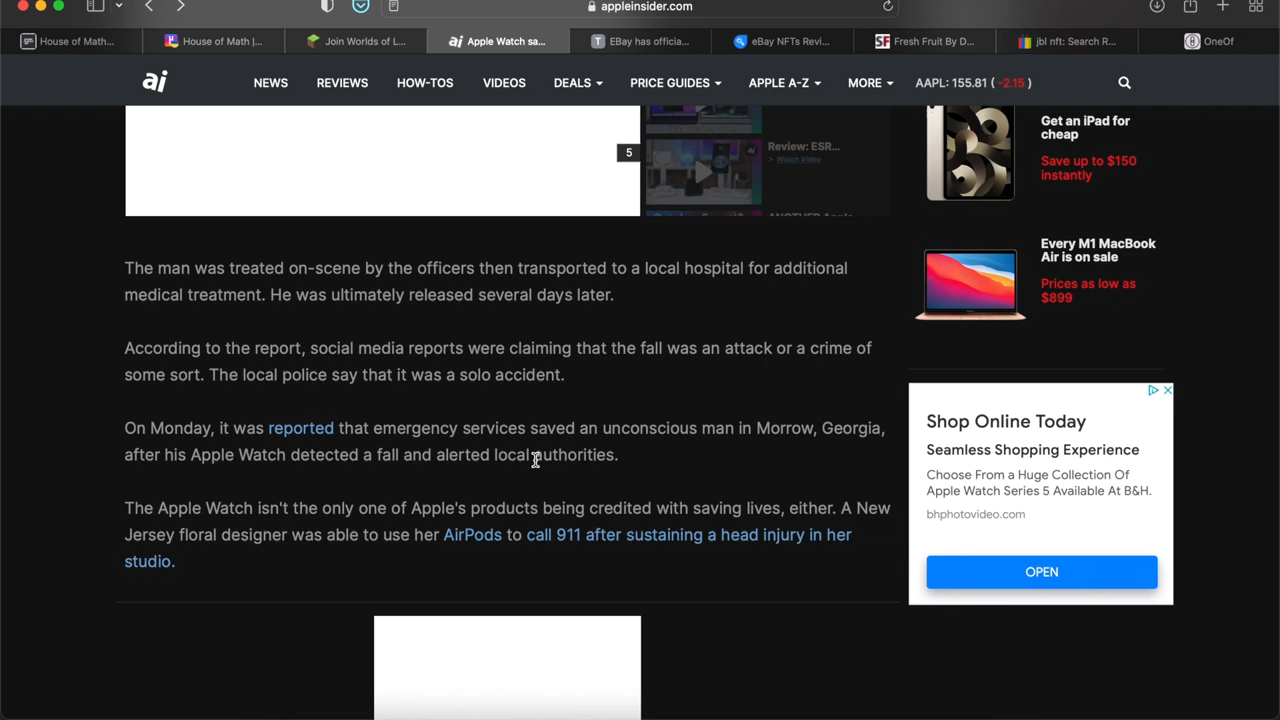 appleinsider.com
House of Math...
House of Math |...
Join Worlds of L...
ai Apple Watch sa...
T EBay has officia...
eBay NFTs Revi...
SF Fresh Fruit By D...
jbl nft: Search R...
OneOf
ai
NEWS REVIEWS HOW-TOS VIDEOS DEALS PRICE GUIDES APPLE A-Z MORE AAPL: 155.81 ( -2.15 )
5
Review: ESR...
> Watch Video
ANOTHER Apple
Get an iPad for
cheap
Save up to $150
instantly
Every M1 MacBook
Air is on sale
Prices as low as
$899
The man was treated on-scene by the officers then transported to a local hospital for additional
medical treatment. He was ultimately released several days later.
According to the report, social media reports were claiming that the fall was an attack or a crime of
some sort. The local police say that it was a solo accident.
On Monday, it was reported that emergency services saved an unconscious man in Morrow, Georgia,
after his Apple Watch detected a fall and alerted local authorities.
The Apple Watch isn't the only one of Apple's products being credited with saving lives, either. A New
Jersey floral designer was able to use her AirPods to call 911 after sustaining a head injury in her
studio.
Shop Online Today
Seamless Shopping Experience
Choose From a Huge Collection Of
Apple Watch Series 5 Available At B&H.
bhphotovideo.com
OPEN